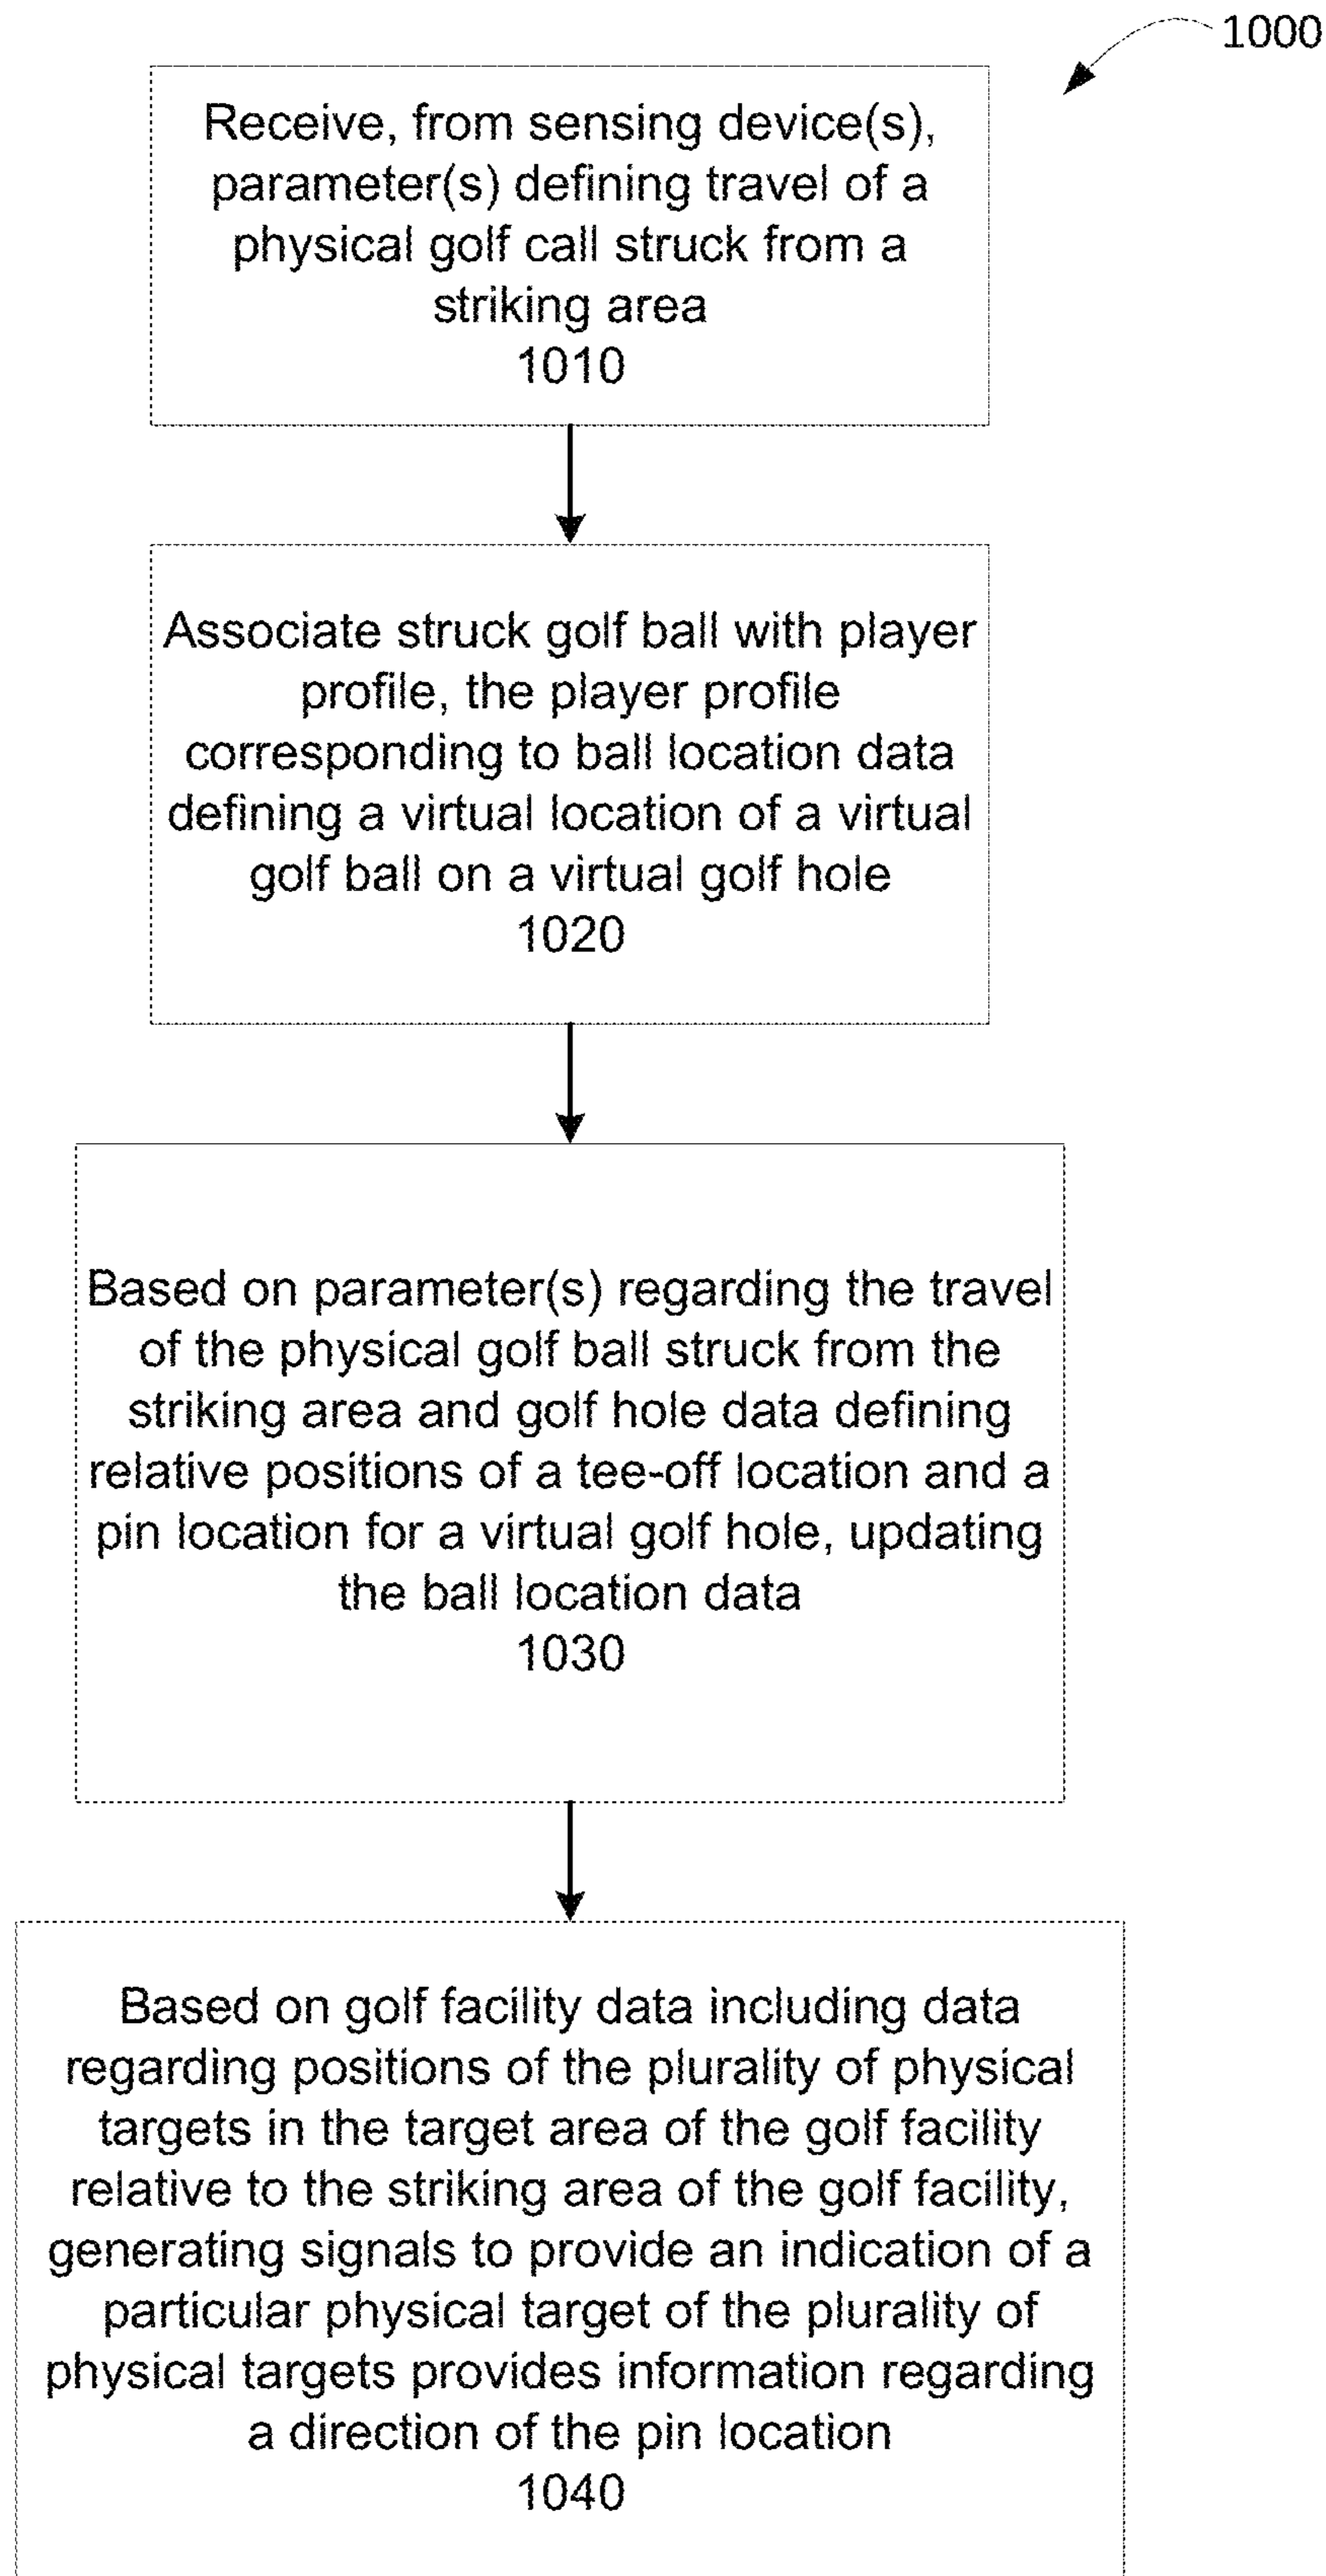 1000
Receive, from sensing device(s),
parameter(s) defining travel of a
physical golf call struck from a
striking area
1010
Associate struck golf ball with player
profile, the player profile
corresponding to ball location data
defining a virtual location of a virtual
golf ball on a virtual golf hole
1020
Based on parameter(s) regarding the travel
of the physical golf ball struck from the
striking area and golf hole data defining
relative positions of a tee-off location and a
pin location for a virtual golf hole, updating
the ball location data
1030
Based on golf facility data including data
regarding positions of the plurality of physical
targets in the target area of the golf facility
relative to the striking area of the golf facility,
generating signals to provide an indication of a
particular physical target of the plurality of
physical targets provides information regarding
a direction of the pin location
1040